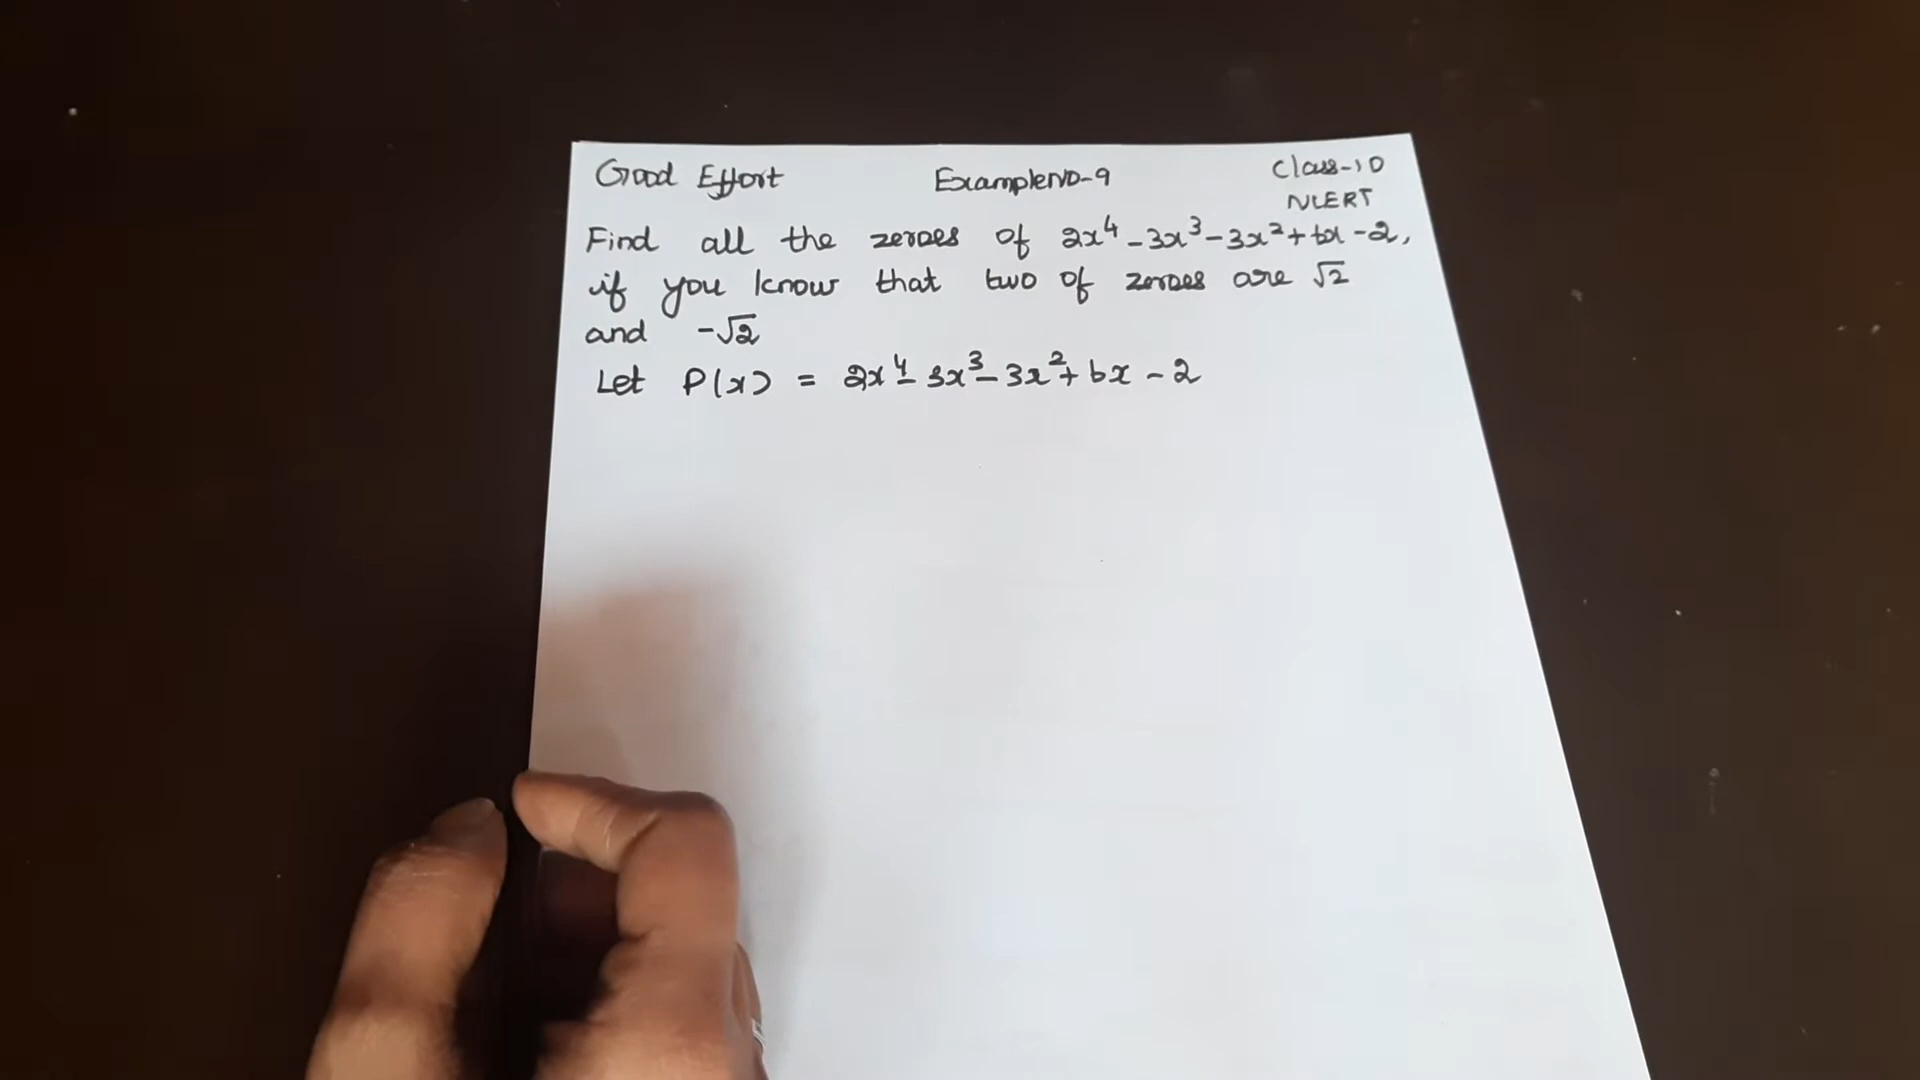 Good Effort Example NO-9 Class-10
NCERT
Find all the zeroes of 2x⁴-3x³-3x²+6x-2,
if you know that two of zeroes are √2
and -√2
Let P(x) = 2x⁴-3x³-3x²+6x-2